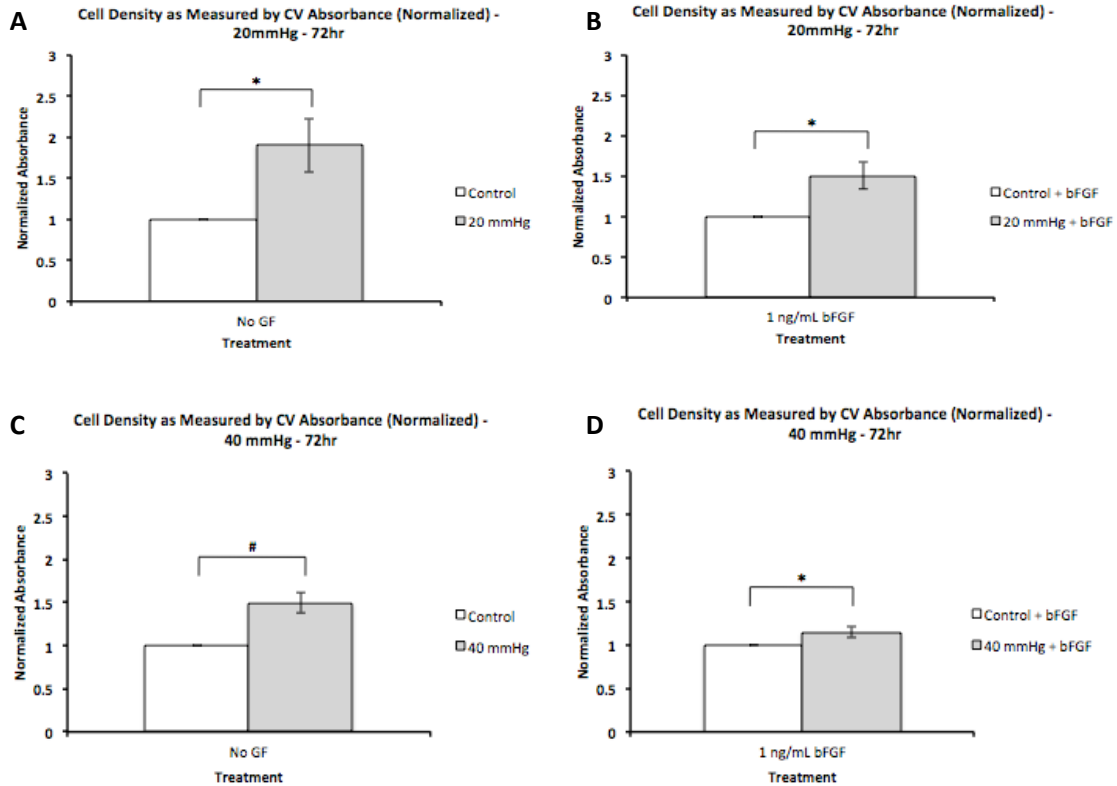 A
Cell Density as Measured by CV Absorbance (Normalized) -
20mmHg - 72hr
3
2.5
2
1.5
1
0.5
0
Normalized Absorbance
*
Control
20 mmHg
No GF
Treatment
B
Cell Density as Measured by CV Absorbance (Normalized) -
20mmHg - 72hr
3
2.5
2
1.5
1
0.5
0
Normalized Absorbance
*
Control + bFGF
20 mmHg + bFGF
1 ng/mL bFGF
Treatment
C
Cell Density as Measured by CV Absorbance (Normalized) -
40 mmHg - 72hr
3
2.5
2
1.5
1
0.5
0
Normalized Absorbance
#
Control
40 mmHg
No GF
Treatment
D
Cell Density as Measured by CV Absorbance (Normalized) -
40 mmHg - 72hr
3
2.5
2
1.5
1
0.5
0
Normalized Absorbance
*
Control + bFGF
40 mmHg + bFGF
1 ng/mL bFGF
Treatment